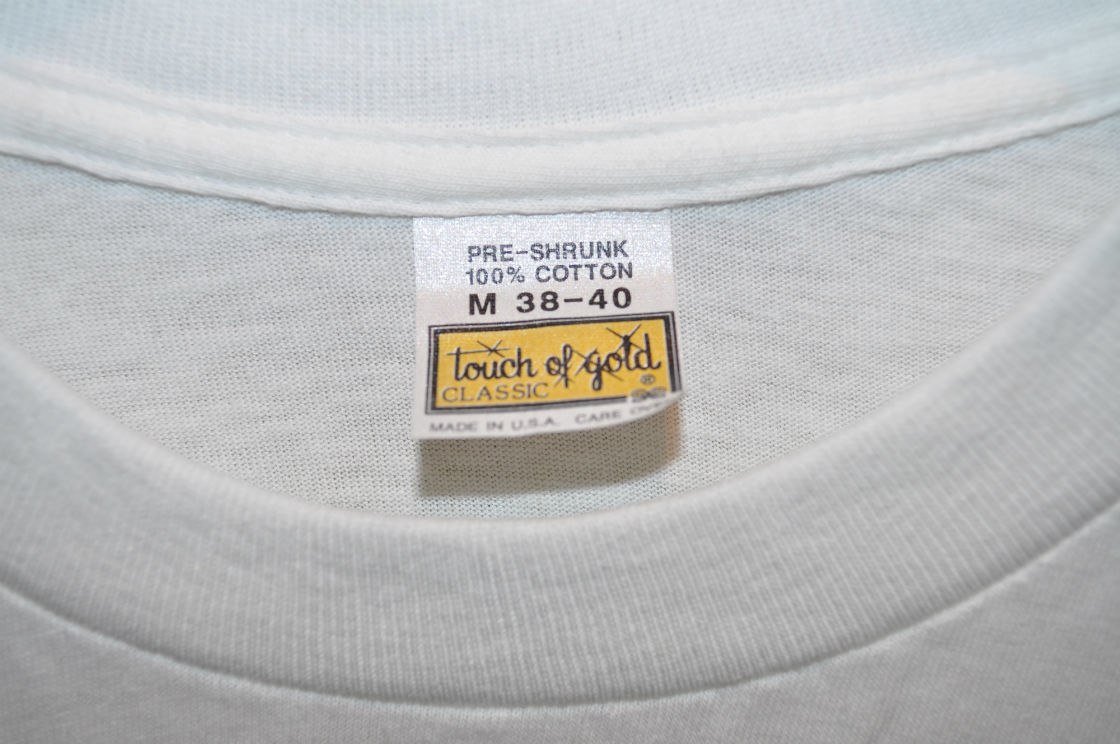 PRE-SHRUNK
100% COTTON
M 38-40
touch of gold
®
CLASSIC
MADE IN U.S.A. CARE